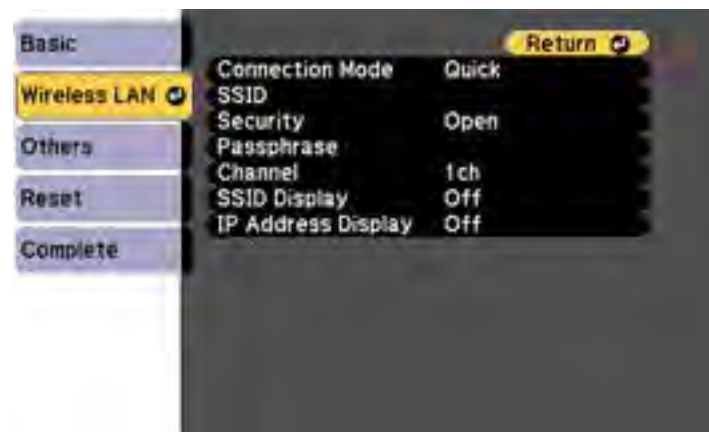 Basic
Wireless LAN
Others
Reset
Complete
Return
Connection Mode Quick
SSID
Security Open
Passphrase
Channel 1ch
SSID Display Off
IP Address Display Off